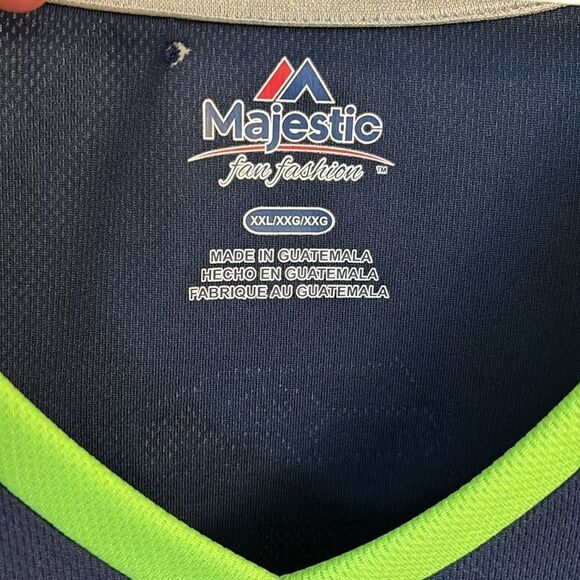 Majestic
fan fashion ™
XXL/XXG/XXG
MADE IN GUATEMALA
HECHO EN GUATEMALA
FABRIQUE AU GUATEMALA